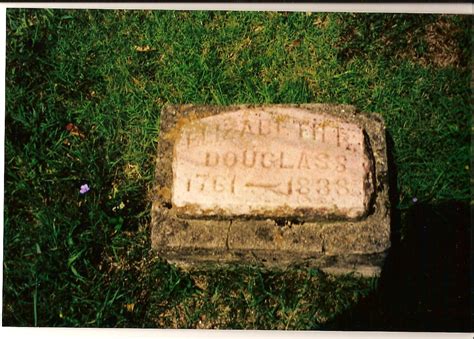 ELIZABETH
DOUGLASS
1761 — 1838